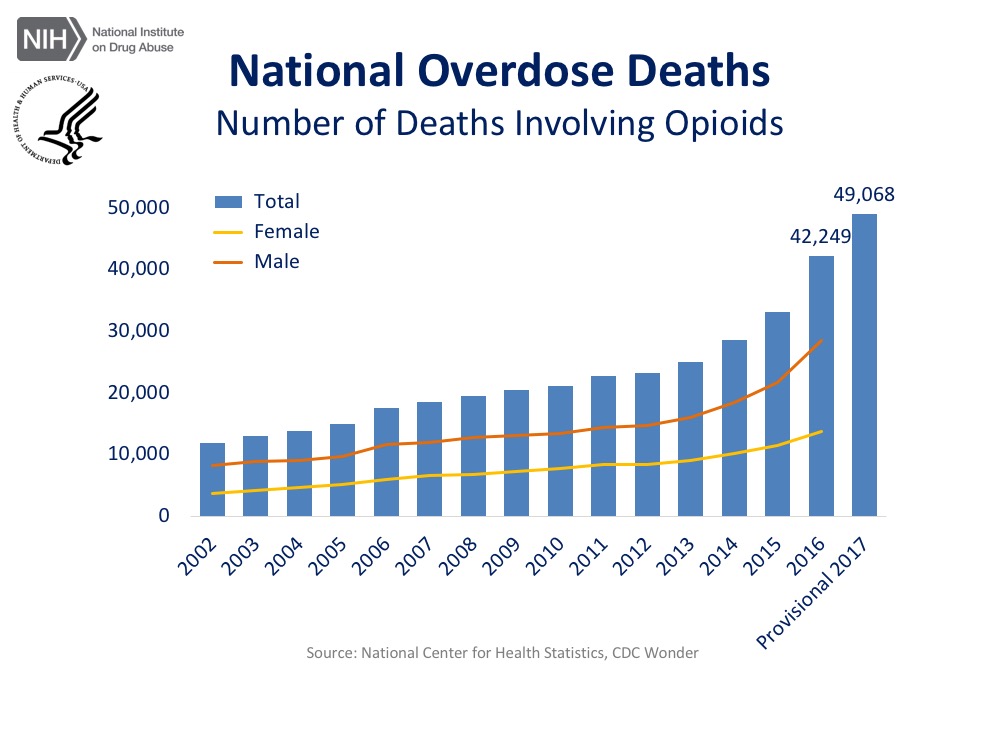 NIH
National Institute
on Drug Abuse
DEPARTMENT OF HEALTH & HUMAN SERVICES·USA
National Overdose Deaths
Number of Deaths Involving Opioids
Total
Female
Male
50,000
40,000
30,000
20,000
10,000
0
42,249
49,068
2002
2003
2004
2005
2006
2007
2008
2009
2010
2011
2012
2013
2014
2015
2016
Provisional 2017
Source: National Center for Health Statistics, CDC Wonder